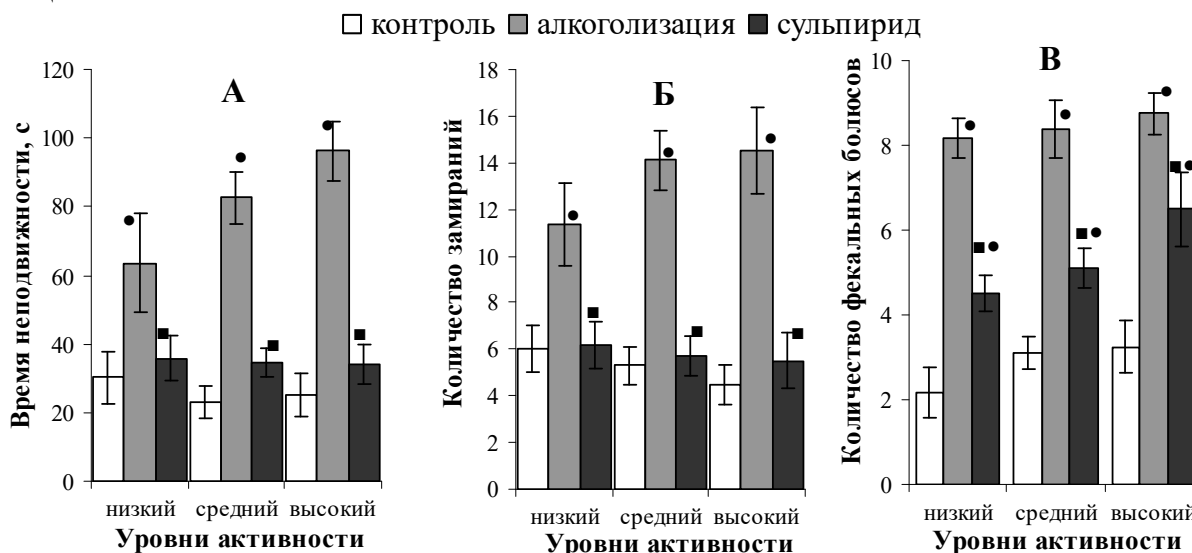 контроль алкоголизация сульпирид
А
Время неподвижности, с
120
100
80
60
40
20
0
низкий средний высокий
Уровни активности
Б
Количество замираний
18
16
14
12
10
8
6
4
2
0
низкий средний высокий
Уровни активности
В
Количество фекальных болюсов
10
8
6
4
2
0
низкий средний высокий
Уровни активности